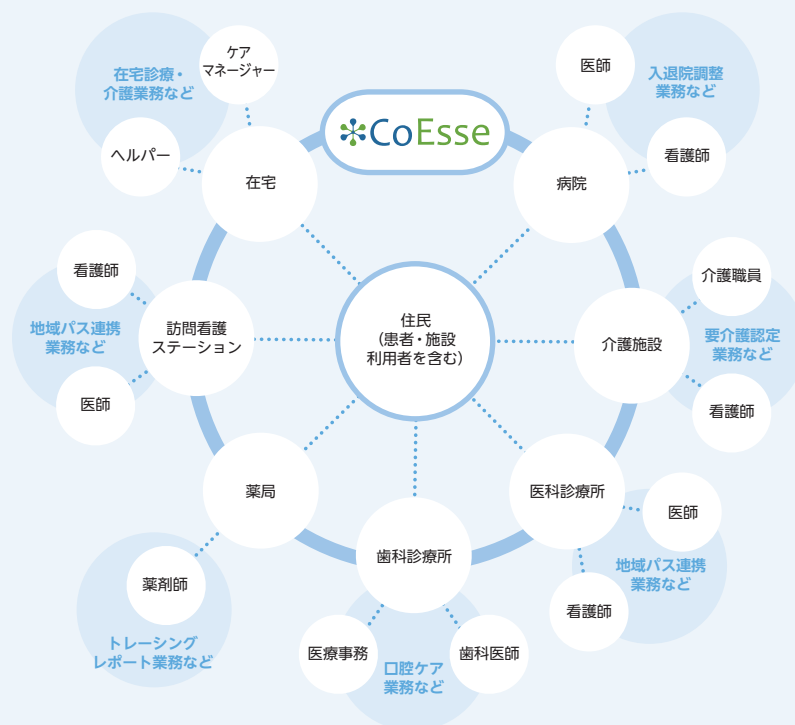 CoEsse
在宅診療・
介護業務など
ケア
マネージャー
ヘルパー
在宅
医師
入退院調整
業務など
看護師
病院
看護師
地域パス連携
業務など
医師
訪問看護
ステーション
住民
(患者・施設
利用者を含む)
介護職員
要介護認定
業務など
看護師
介護施設
薬局
薬剤師
トレーシング
レポート業務など
歯科診療所
医療事務
口腔ケア
業務など
歯科医師
医科診療所
医師
地域パス連携
業務など
看護師